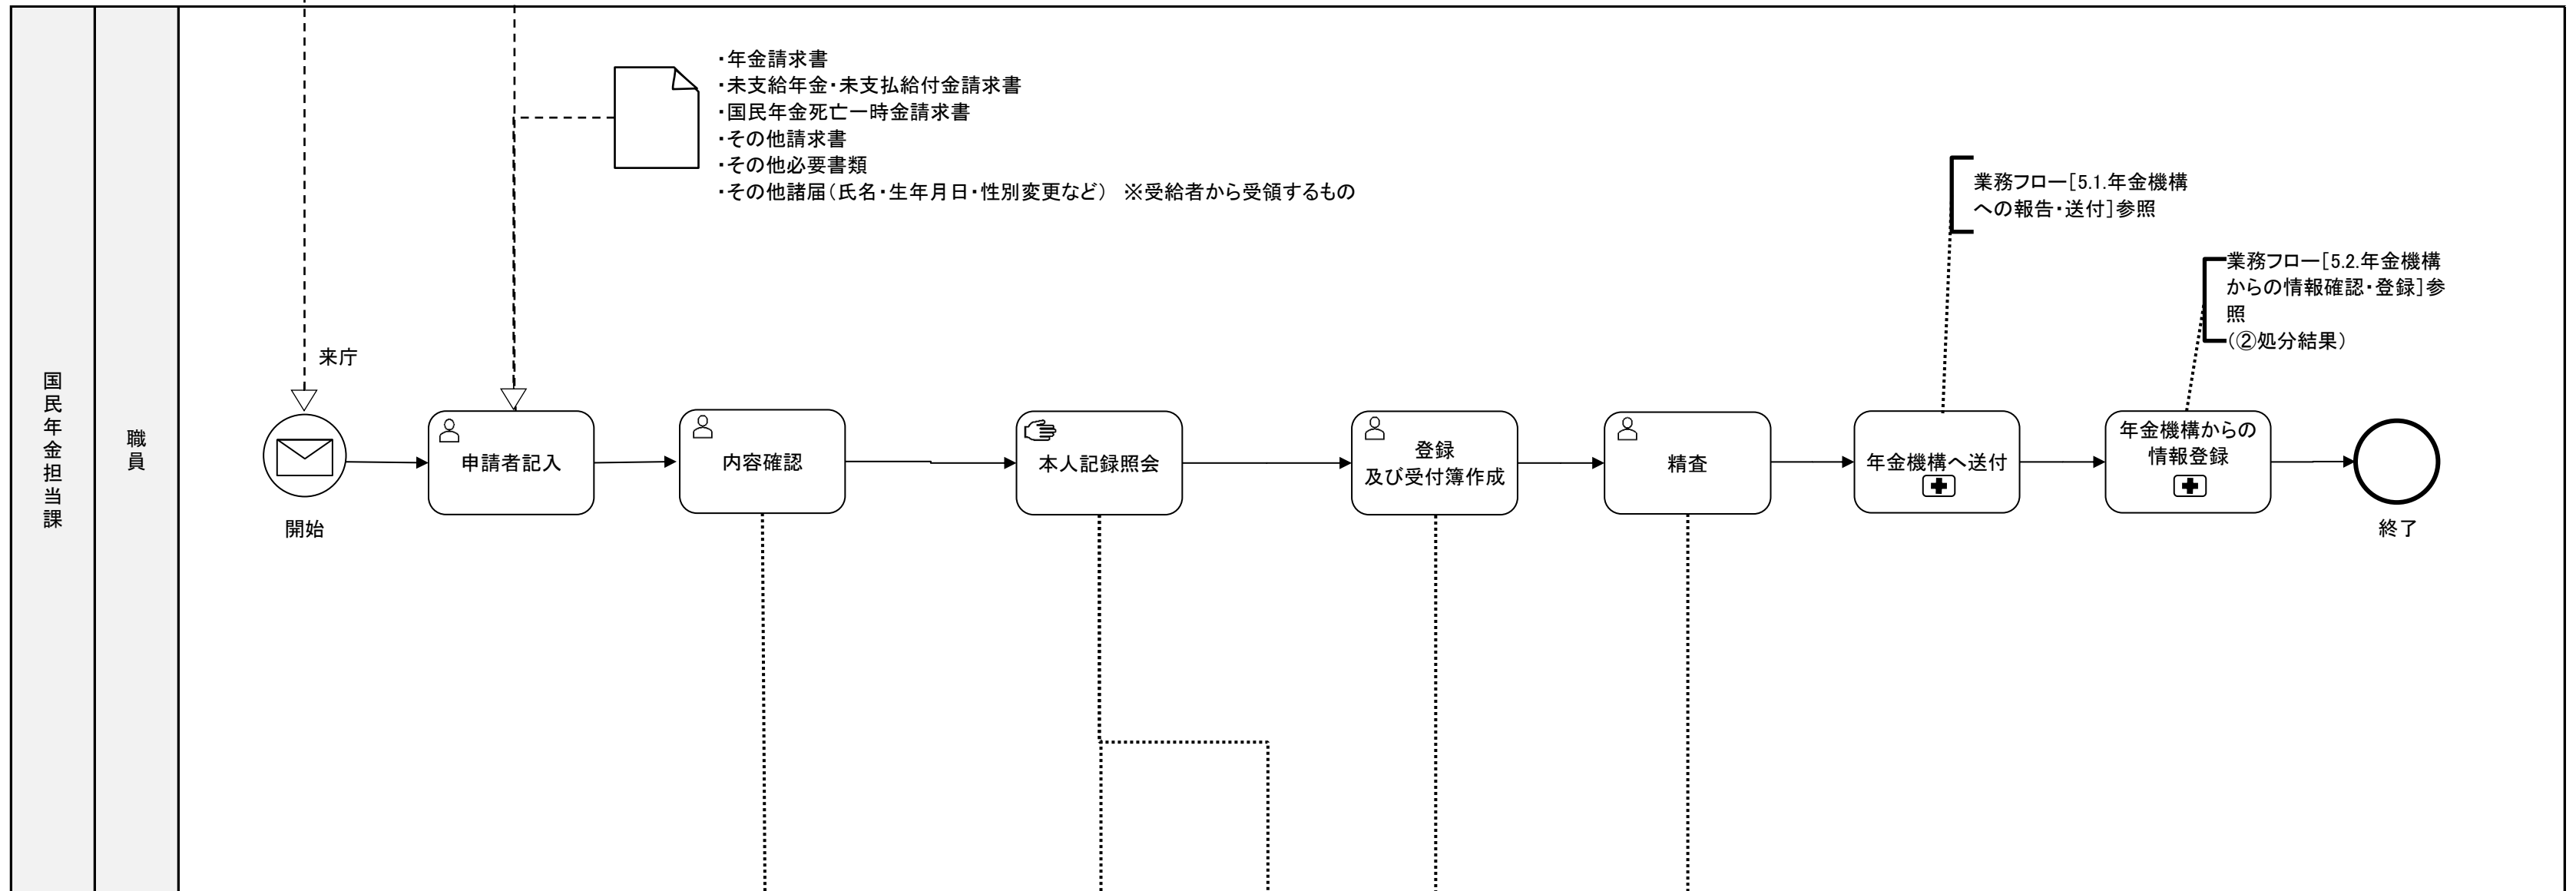 国民年金担当課
職員
・年金請求書
・未支給年金・未支払給付金請求書
・国民年金死亡一時金請求書
・その他請求書
・その他必要書類
・その他諸届（氏名・生年月日・性別変更など） ※受給者から受領するもの
業務フロー［5.1.年金機構
への報告・送付］参照
業務フロー［5.2.年金機構
からの情報確認・登録］参
照
（②処分結果）
来庁
開始
申請者記入
内容確認
本人記録照会
登録
及び受付簿作成
精査
年金機構へ送付
年金機構からの
情報登録
終了